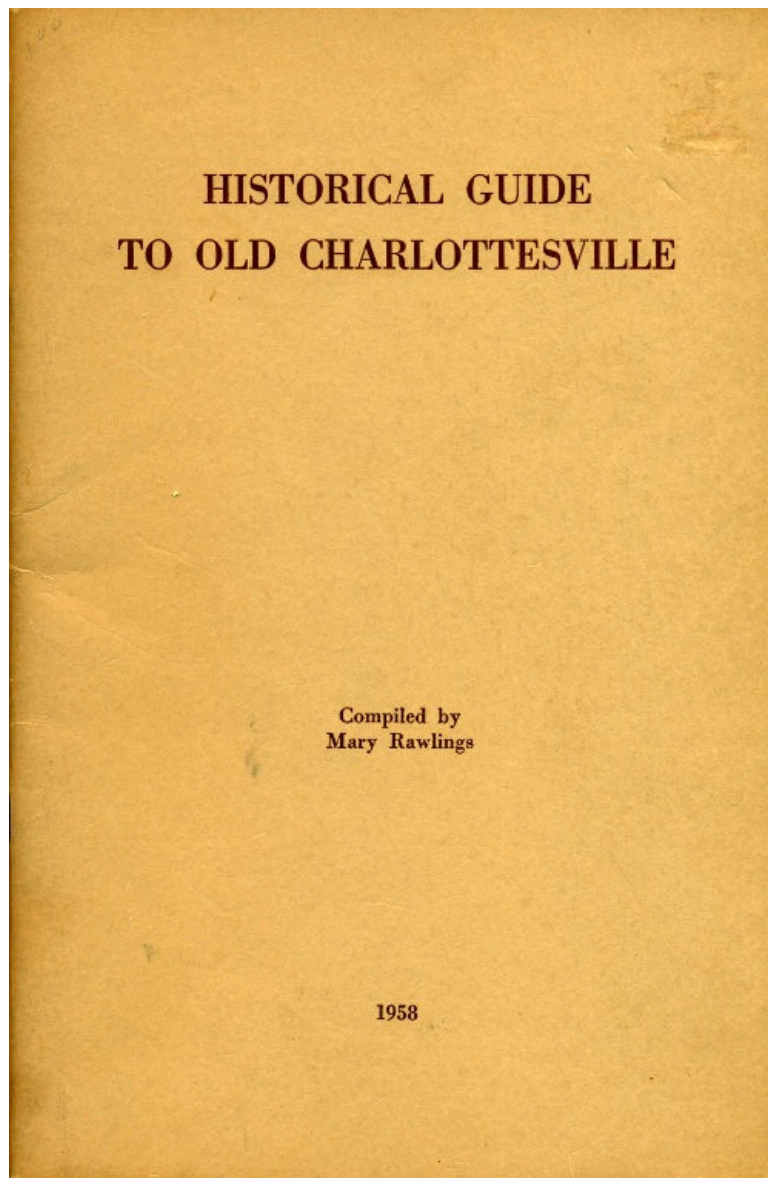 HISTORICAL GUIDE
TO OLD CHARLOTTESVILLE
Compiled by
Mary Rawlings
1958